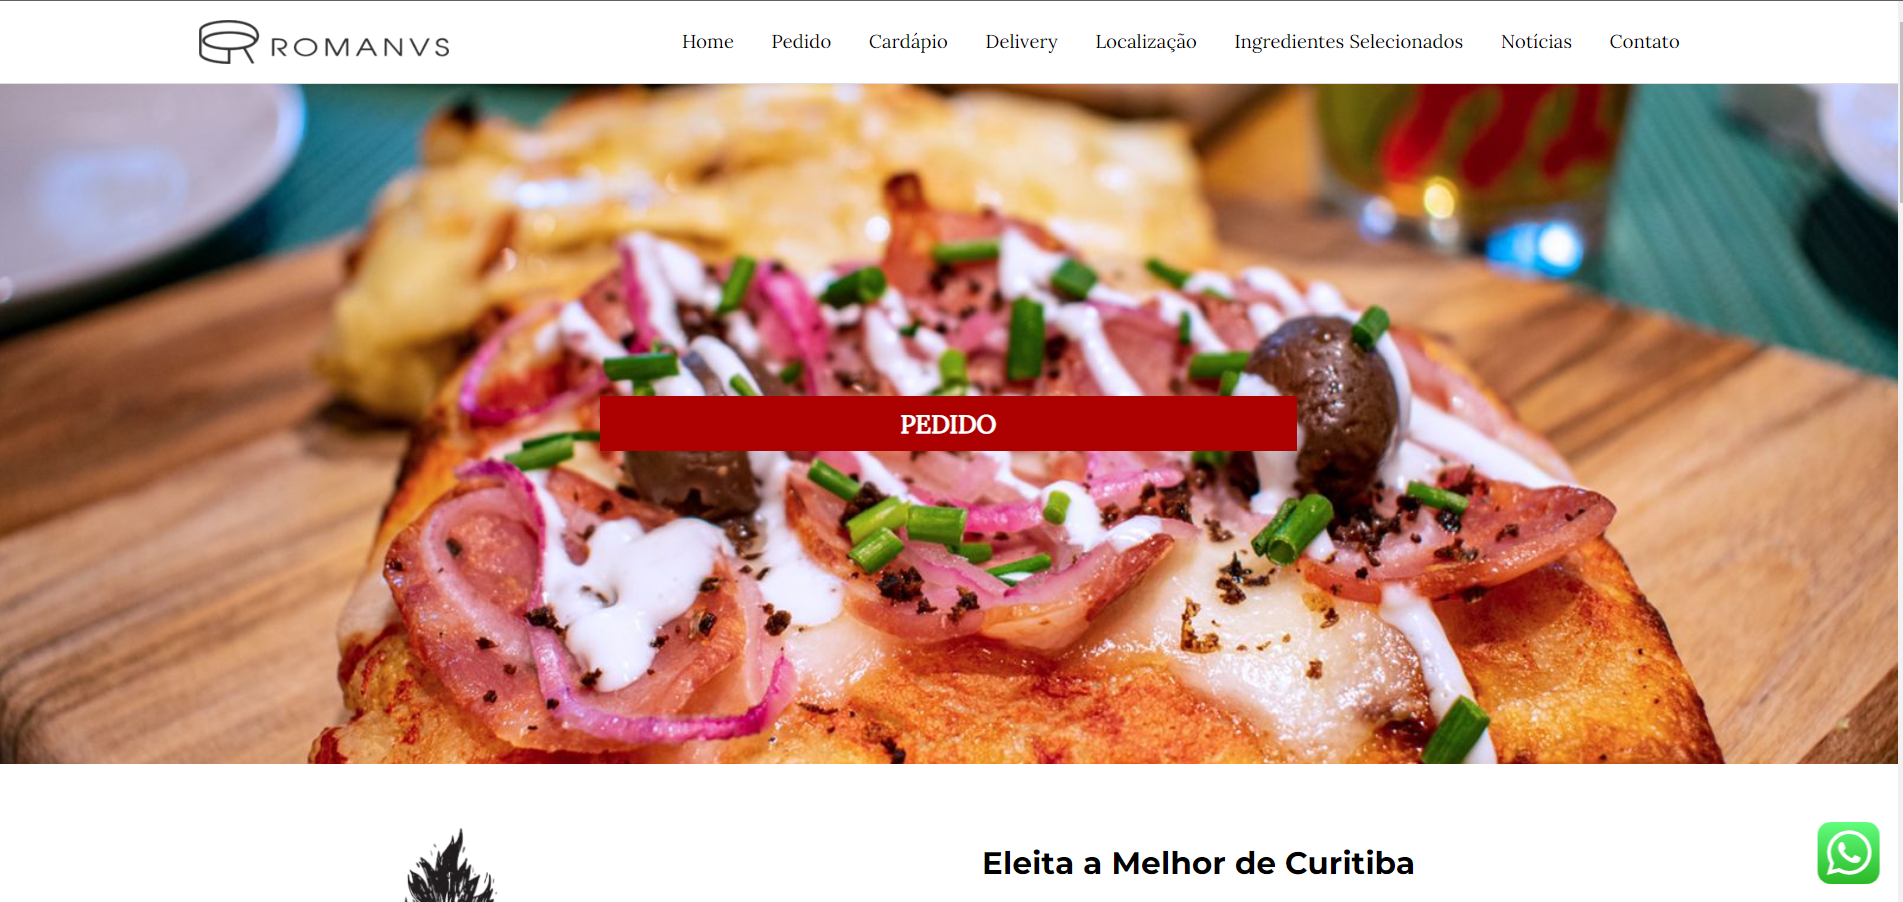 ROMANVS
Home Pedido Cardápio Delivery Localização Ingredientes Selecionados Notícias Contato
PEDIDO
Eleita a Melhor de Curitiba